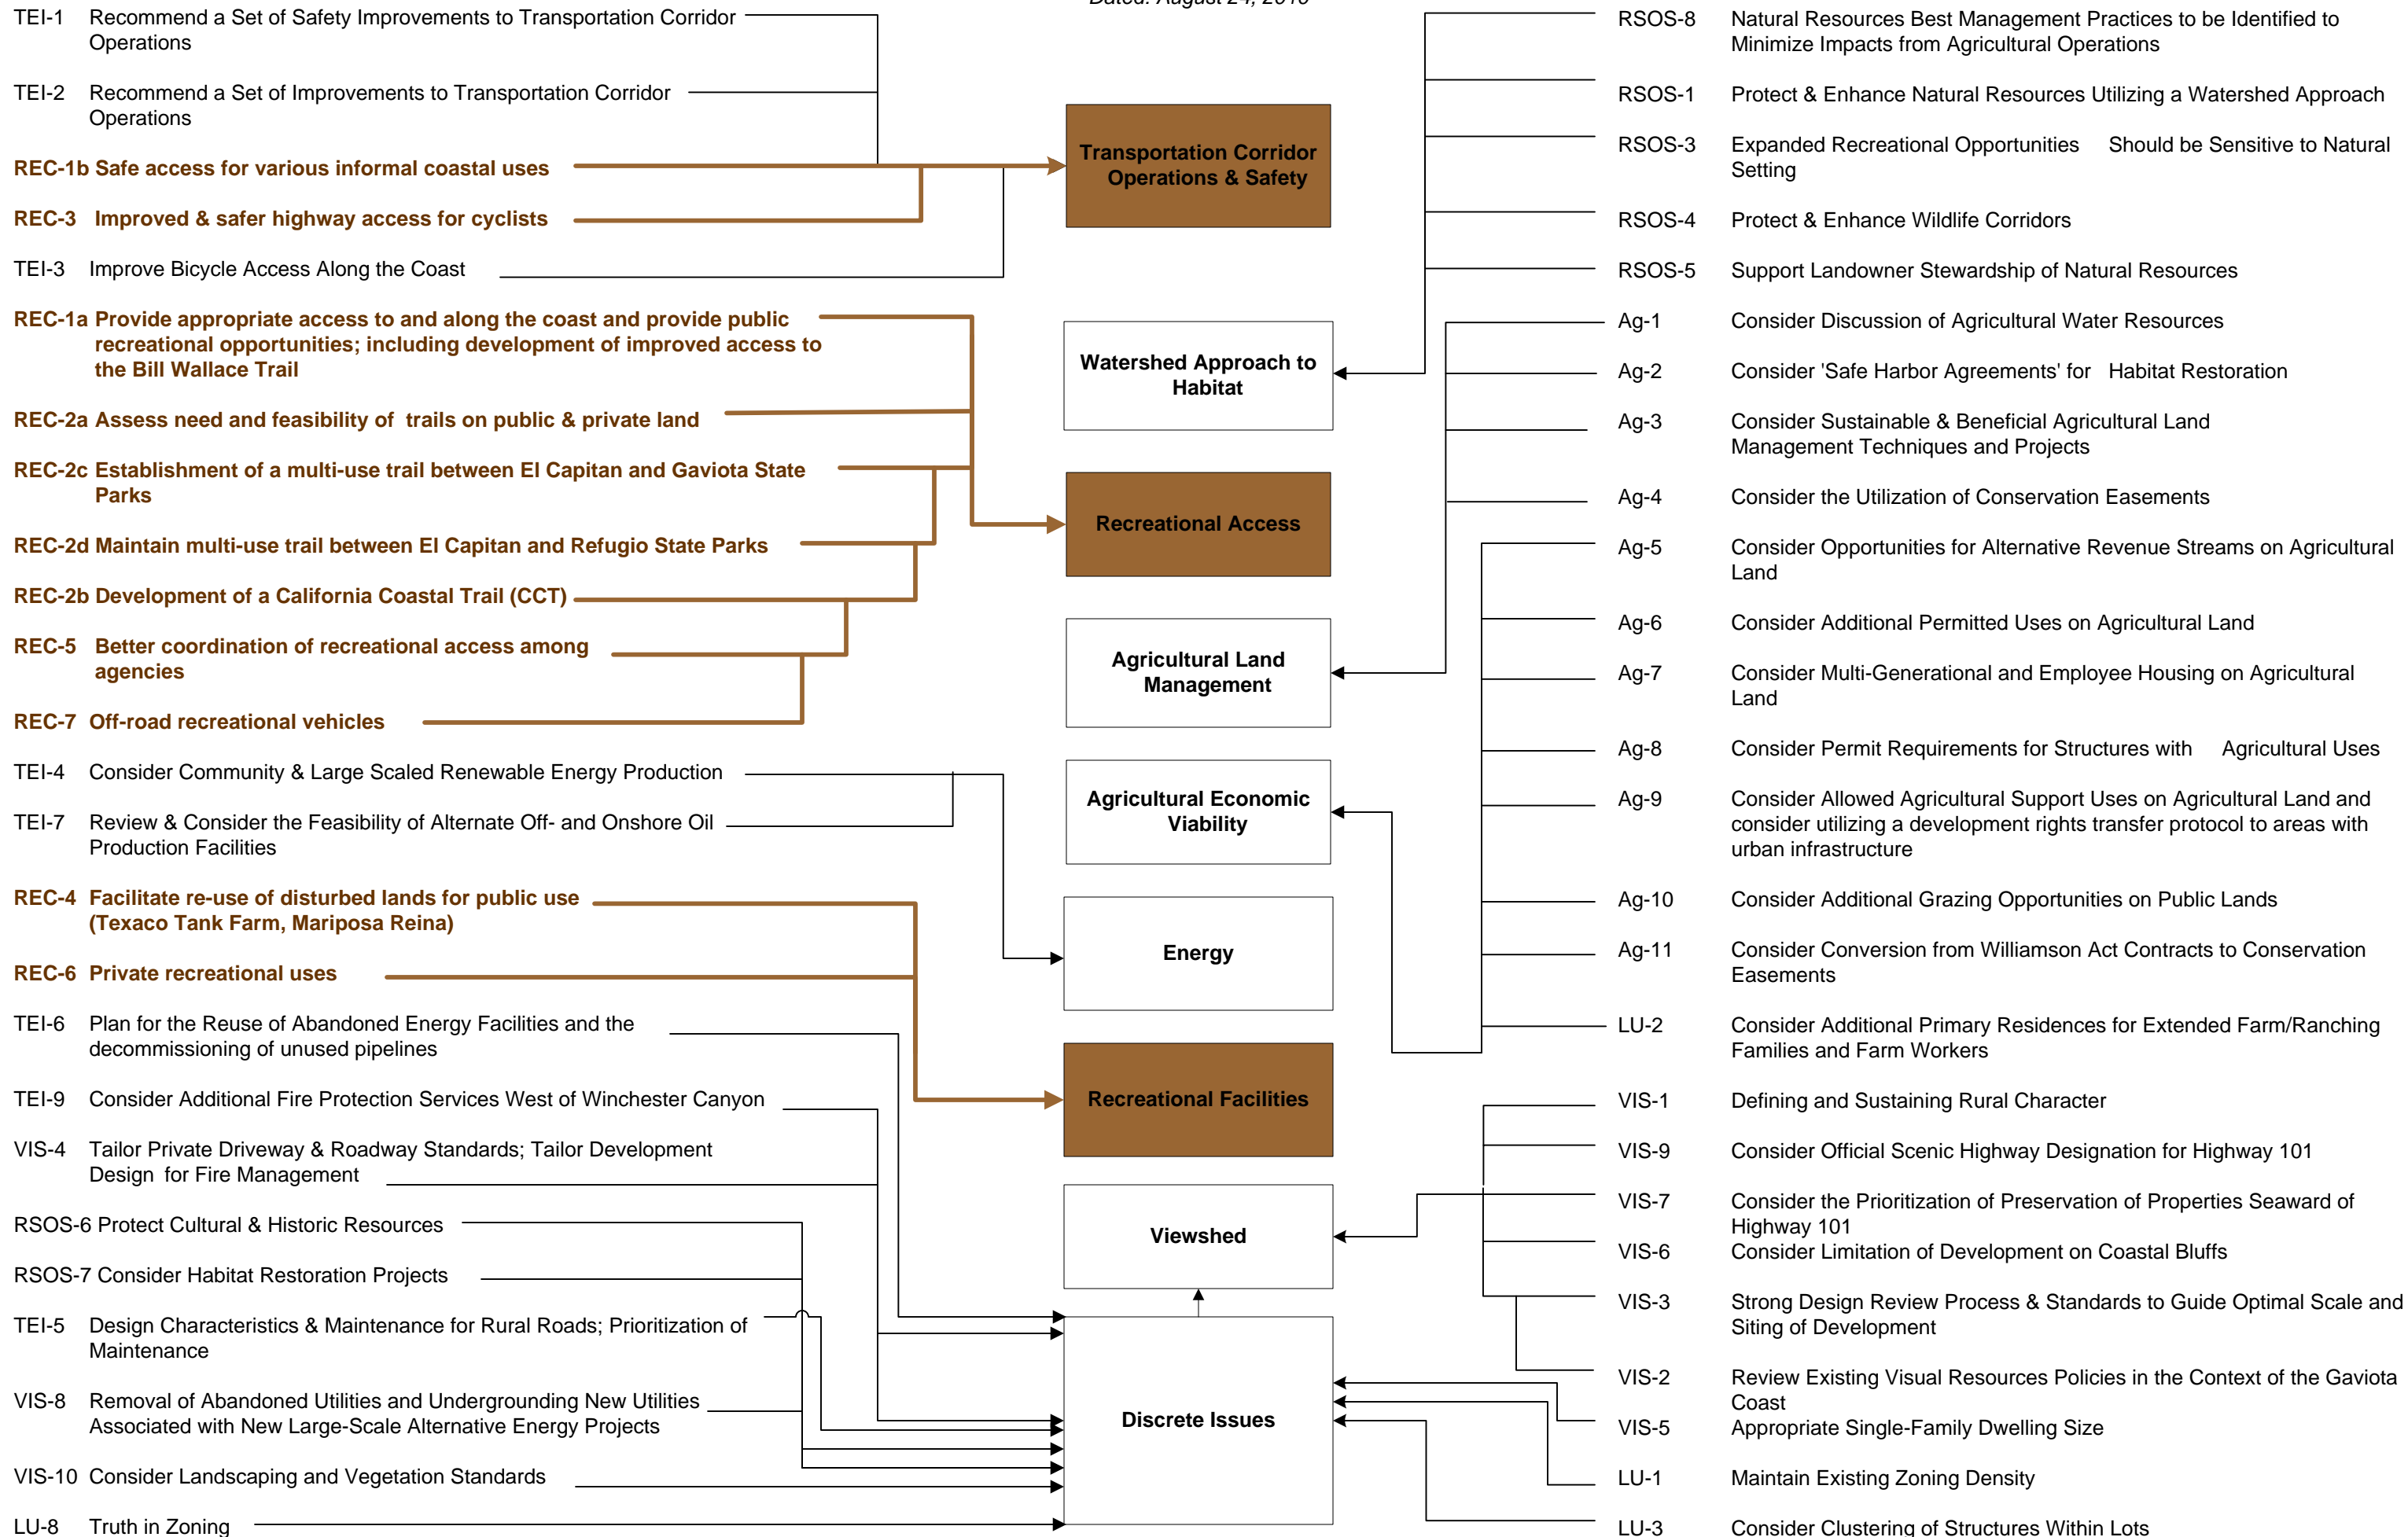 Dated: August 24, 2010
TEI-1 Recommend a Set of Safety Improvements to Transportation Corridor
Operations
TEI-2 Recommend a Set of Improvements to Transportation Corridor
Operations
REC-1b Safe access for various informal coastal uses
REC-3 Improved & safer highway access for cyclists
TEI-3 Improve Bicycle Access Along the Coast
REC-1a Provide appropriate access to and along the coast and provide public
recreational opportunities; including development of improved access to
the Bill Wallace Trail
REC-2a Assess need and feasibility of trails on public & private land
REC-2c Establishment of a multi-use trail between El Capitan and Gaviota State
Parks
REC-2d Maintain multi-use trail between El Capitan and Refugio State Parks
REC-2b Development of a California Coastal Trail (CCT)
REC-5 Better coordination of recreational access among
agencies
REC-7 Off-road recreational vehicles
TEI-4 Consider Community & Large Scaled Renewable Energy Production
TEI-7 Review & Consider the Feasibility of Alternate Off- and Onshore Oil
Production Facilities
REC-4 Facilitate re-use of disturbed lands for public use
(Texaco Tank Farm, Mariposa Reina)
REC-6 Private recreational uses
TEI-6 Plan for the Reuse of Abandoned Energy Facilities and the
decommissioning of unused pipelines
TEI-9 Consider Additional Fire Protection Services West of Winchester Canyon
VIS-4 Tailor Private Driveway & Roadway Standards; Tailor Development
Design for Fire Management
RSOS-6 Protect Cultural & Historic Resources
RSOS-7 Consider Habitat Restoration Projects
TEI-5 Design Characteristics & Maintenance for Rural Roads; Prioritization of
Maintenance
VIS-8 Removal of Abandoned Utilities and Undergrounding New Utilities
Associated with New Large-Scale Alternative Energy Projects
VIS-10 Consider Landscaping and Vegetation Standards
LU-8 Truth in Zoning
Transportation Corridor
Operations & Safety
Watershed Approach to
Habitat
Recreational Access
Agricultural Land
Management
Agricultural Economic
Viability
Energy
Recreational Facilities
Viewshed
Discrete Issues
RSOS-8 Natural Resources Best Management Practices to be Identified to
Minimize Impacts from Agricultural Operations
RSOS-1 Protect & Enhance Natural Resources Utilizing a Watershed Approach
RSOS-3 Expanded Recreational Opportunities Should be Sensitive to Natural
Setting
RSOS-4 Protect & Enhance Wildlife Corridors
RSOS-5 Support Landowner Stewardship of Natural Resources
Ag-1 Consider Discussion of Agricultural Water Resources
Ag-2 Consider 'Safe Harbor Agreements' for Habitat Restoration
Ag-3 Consider Sustainable & Beneficial Agricultural Land
Management Techniques and Projects
Ag-4 Consider the Utilization of Conservation Easements
Ag-5 Consider Opportunities for Alternative Revenue Streams on Agricultural
Land
Ag-6 Consider Additional Permitted Uses on Agricultural Land
Ag-7 Consider Multi-Generational and Employee Housing on Agricultural
Land
Ag-8 Consider Permit Requirements for Structures with Agricultural Uses
Ag-9 Consider Allowed Agricultural Support Uses on Agricultural Land and
consider utilizing a development rights transfer protocol to areas with
urban infrastructure
Ag-10 Consider Additional Grazing Opportunities on Public Lands
Ag-11 Consider Conversion from Williamson Act Contracts to Conservation
Easements
LU-2 Consider Additional Primary Residences for Extended Farm/Ranching
Families and Farm Workers
VIS-1 Defining and Sustaining Rural Character
VIS-9 Consider Official Scenic Highway Designation for Highway 101
VIS-7 Consider the Prioritization of Preservation of Properties Seaward of
Highway 101
VIS-6 Consider Limitation of Development on Coastal Bluffs
VIS-3 Strong Design Review Process & Standards to Guide Optimal Scale and
Siting of Development
VIS-2 Review Existing Visual Resources Policies in the Context of the Gaviota
Coast
VIS-5 Appropriate Single-Family Dwelling Size
LU-1 Maintain Existing Zoning Density
LU-3 Consider Clustering of Structures Within Lots